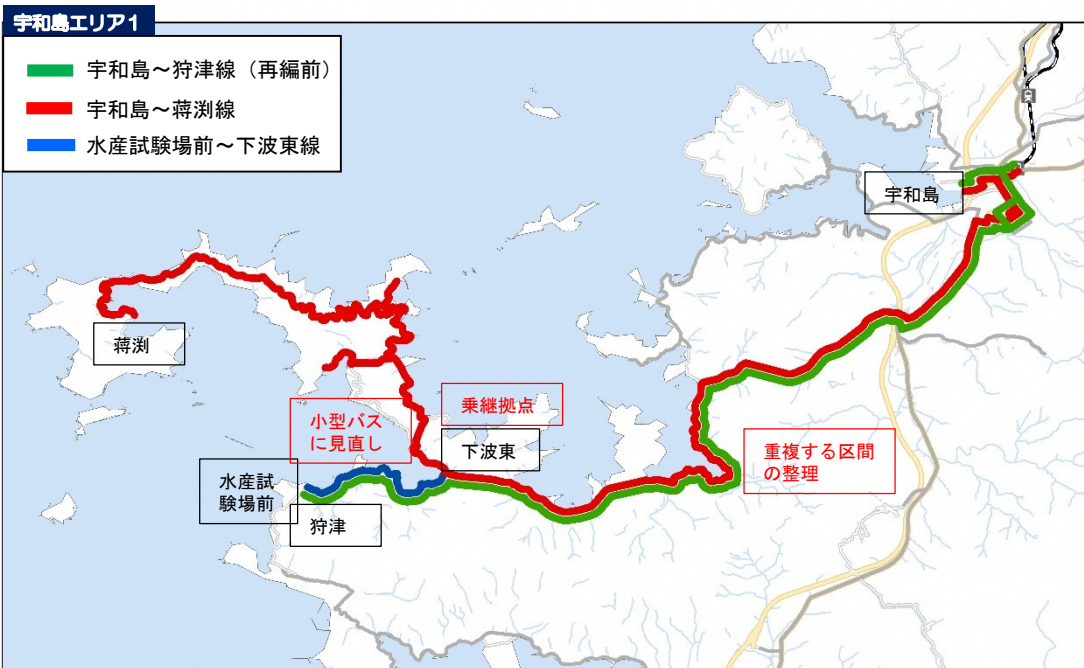 宇和島エリア1
宇和島～狩津線（再編前）
宇和島～蒋渕線
水産試験場前～下波東線
宇和島
蒋渕
乗継拠点
小型バス
に見直し
下波東
重複する区間
の整理
水産試
験場前
狩津